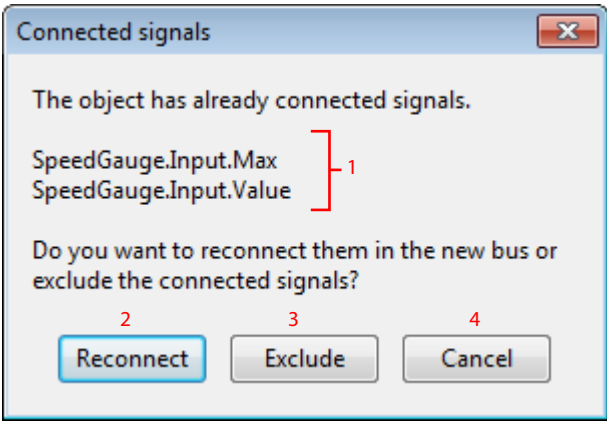 Connected signals
The object has already connected signals.
SpeedGauge.Input.Max
SpeedGauge.Input.Value
1
Do you want to reconnect them in the new bus or
exclude the connected signals?
2 3 4
Reconnect Exclude Cancel